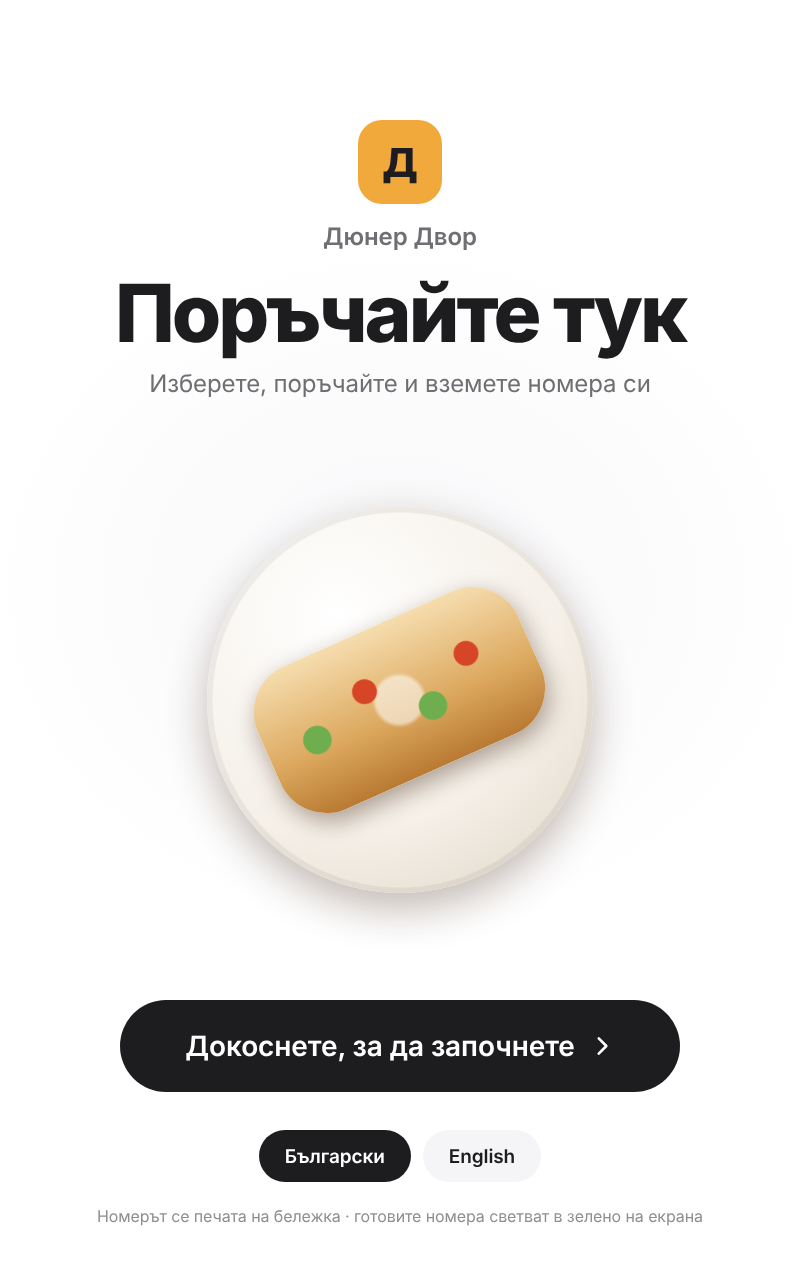 Д
Дюнер Двор
Поръчайте тук
Изберете, поръчайте и вземете номера си
Докоснете, за да започнете
Български
English
Номерът се печата на бележка · готовите номера светват в зелено на екрана